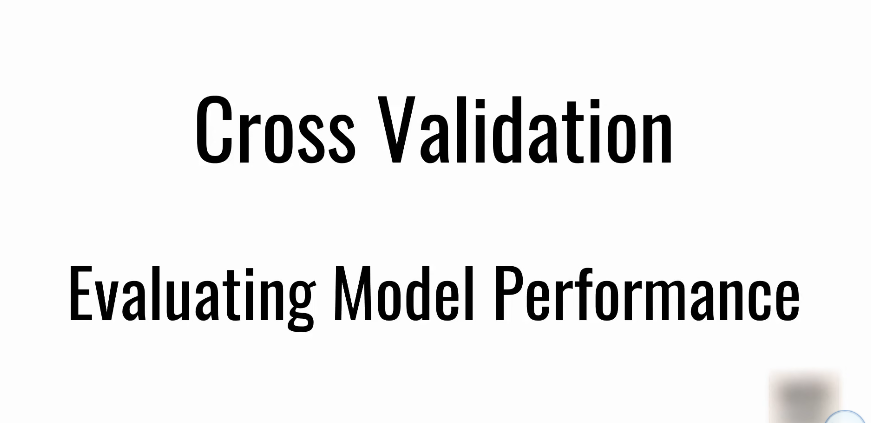 Cross Validation
Evaluating Model Performance